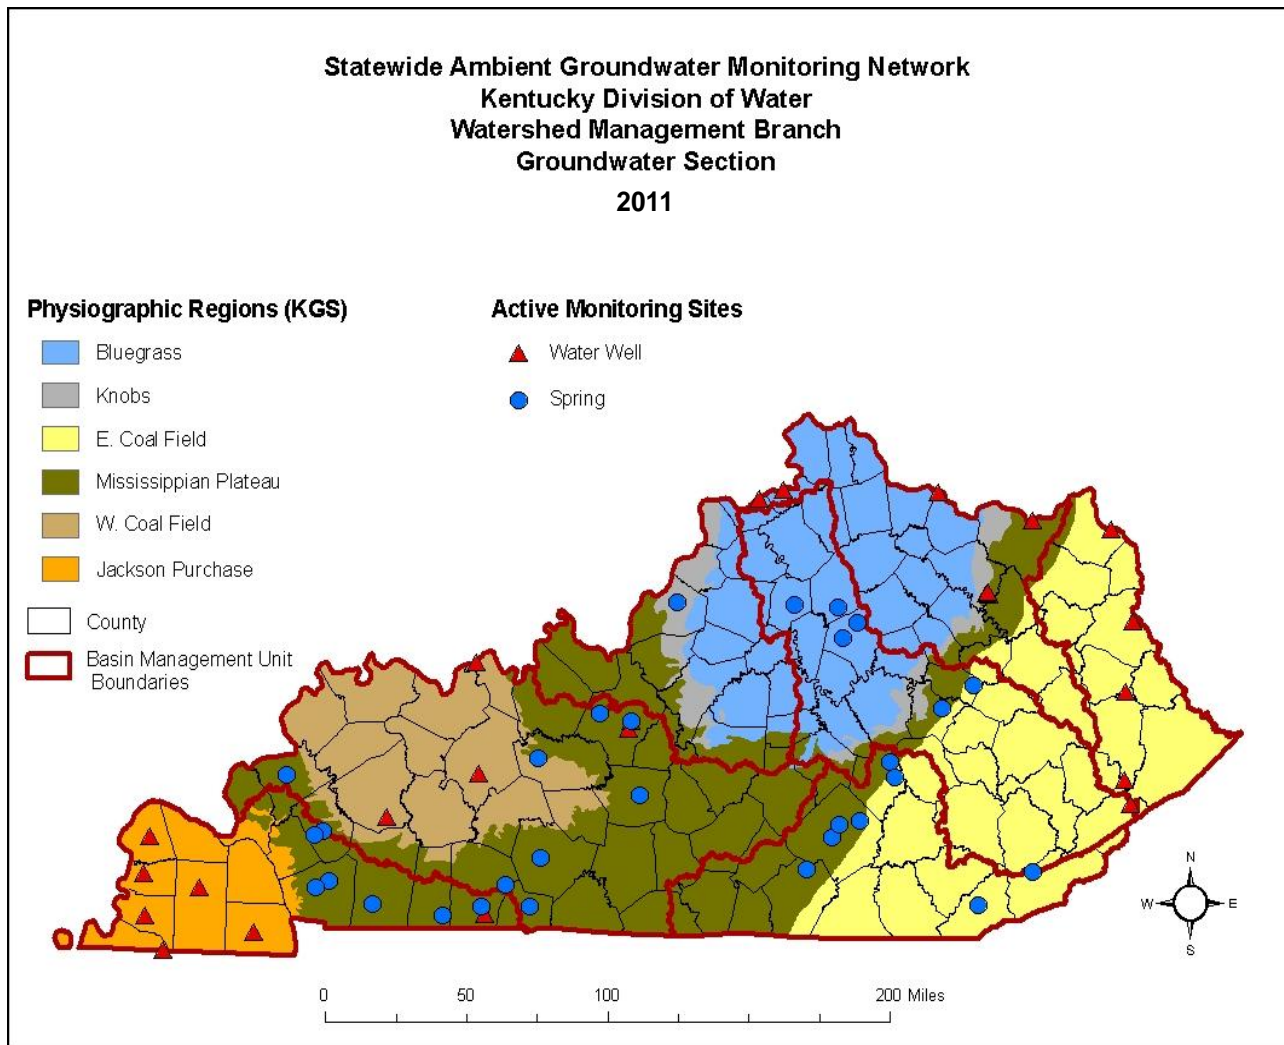 Statewide Ambient Groundwater Monitoring Network
Kentucky Division of Water
Watershed Management Branch
Groundwater Section
2011
Physiographic Regions (KGS)
Bluegrass
Knobs
E. Coal Field
Mississippian Plateau
W. Coal Field
Jackson Purchase
County
Basin Management Unit
Boundaries
Active Monitoring Sites
Water Well
Spring
N
W
E
S
0
50
100
200 Miles